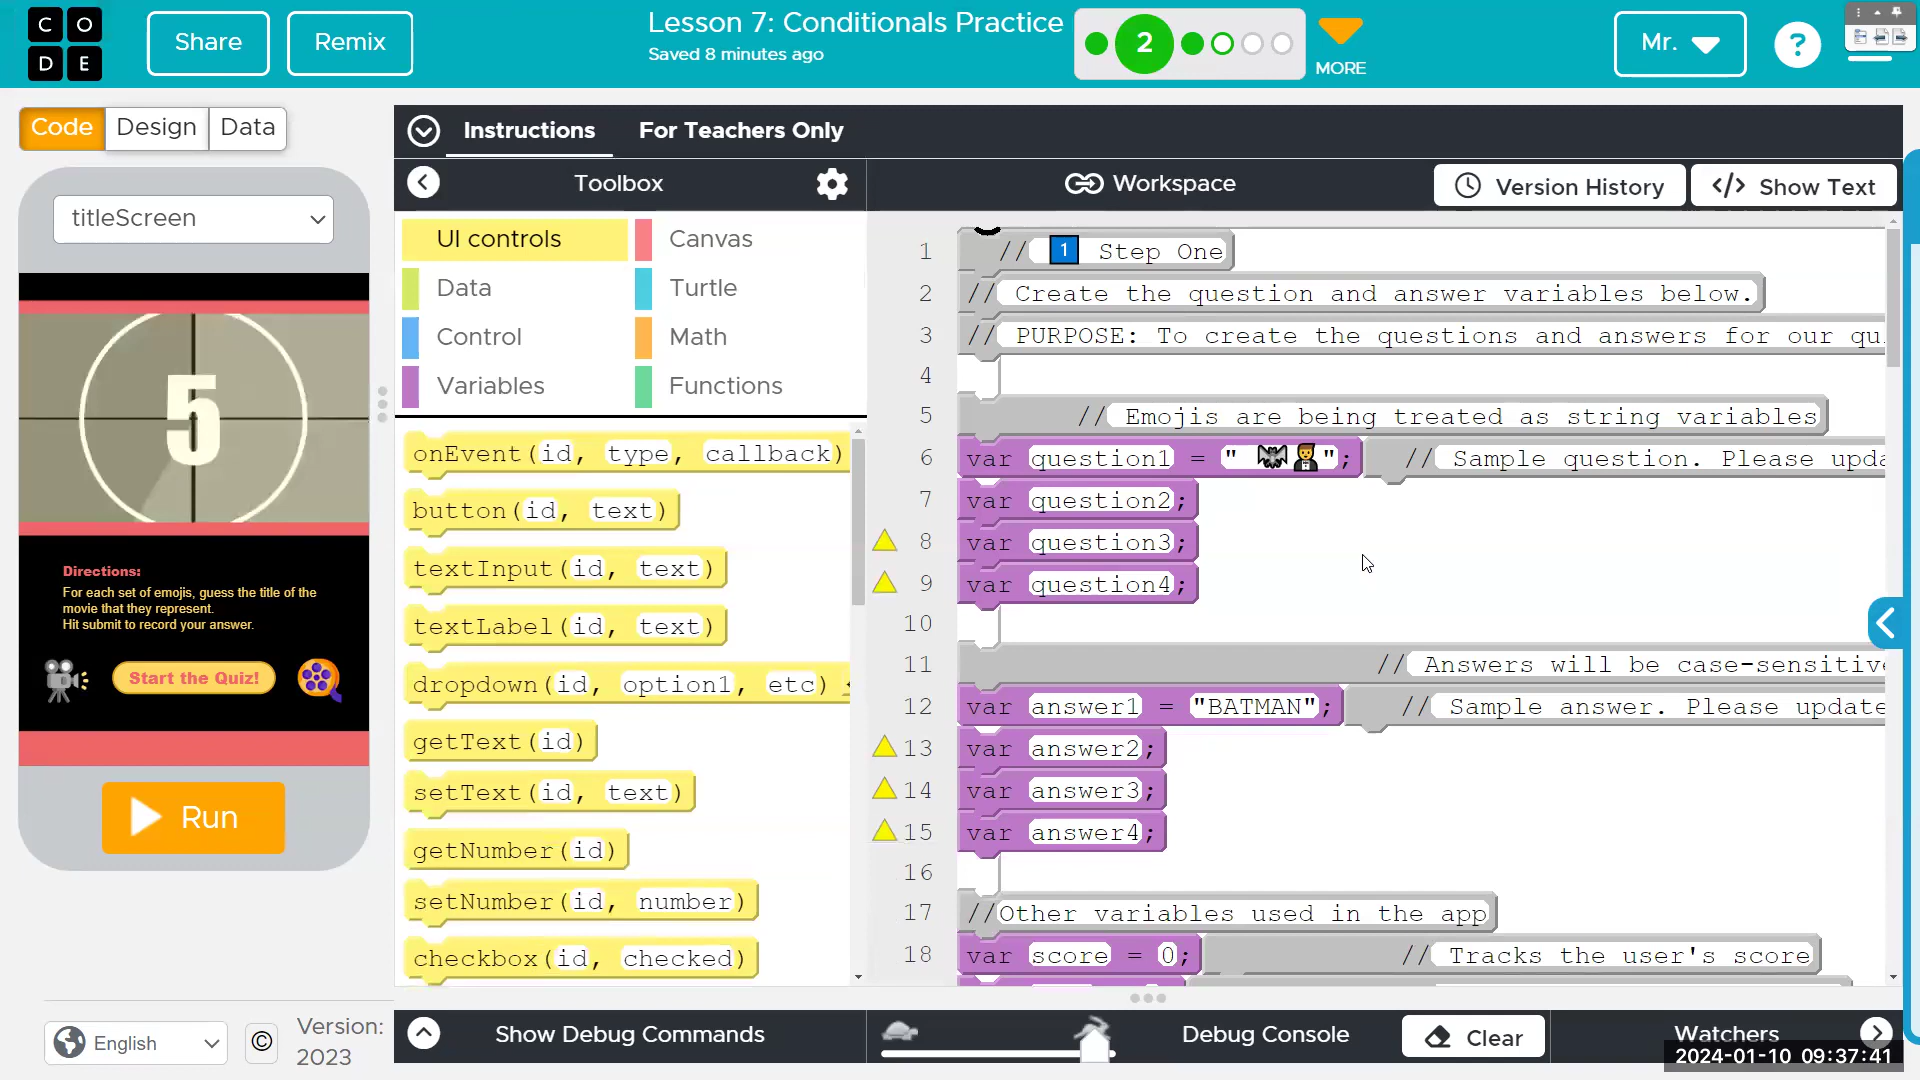 C O
D E
Share
Remix
Lesson 7: Conditionals Practice
Saved 8 minutes ago
2
MORE
Mr.
?
Code
Design
Data
Instructions
For Teachers Only
Toolbox
Workspace
Version History
</> Show Text
titleScreen
5
Directions:
For each set of emojis, guess the title of the
movie that they represent.
Hit submit to record your answer.
Start the Quiz!
Run
UI controls
Canvas
Data
Turtle
Control
Math
Variables
Functions
onEvent(id, type, callback)
button(id, text)
textInput(id, text)
textLabel(id, text)
dropdown(id, option1, etc)
getText(id)
setText(id, text)
getNumber(id)
setNumber(id, number)
checkbox(id, checked)
1 // 1 Step One
2 // Create the question and answer variables below.
3 // PURPOSE: To create the questions and answers for our qu
4
5 // Emojis are being treated as string variables
6 var question1 = " 🦇🤵"; // Sample question. Please upda
7 var question2;
8 var question3;
9 var question4;
10
11 // Answers will be case-sensitive
12 var answer1 = "BATMAN"; // Sample answer. Please update
13 var answer2;
14 var answer3;
15 var answer4;
16
17 //Other variables used in the app
18 var score = 0; // Tracks the user's score
English
©
Version:
2023
Show Debug Commands
Debug Console
Clear
Watchers
2024-01-10 09:37:41